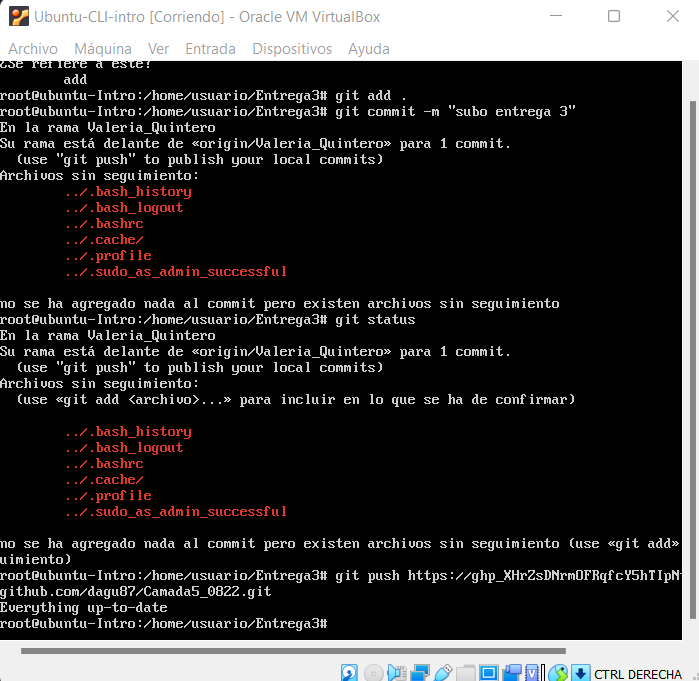 Ubuntu-CLI-intro [Corriendo] - Oracle VM VirtualBox
Archivo Máquina Ver Entrada Dispositivos Ayuda
¿Se refiere a éste?
add
root@ubuntu-Intro:/home/usuario/Entrega3# git add .
root@ubuntu-Intro:/home/usuario/Entrega3# git commit -m "subo entrega 3"
En la rama Valeria_Quintero
Su rama está delante de «origin/Valeria_Quintero» para 1 commit.
(use "git push" to publish your local commits)
Archivos sin seguimiento:
../.bash_history
../.bash_logout
../.bashrc
../.cache/
../.profile
../.sudo_as_admin_successful
no se ha agregado nada al commit pero existen archivos sin seguimiento
root@ubuntu-Intro:/home/usuario/Entrega3# git status
En la rama Valeria_Quintero
Su rama está delante de «origin/Valeria_Quintero» para 1 commit.
(use "git push" to publish your local commits)
Archivos sin seguimiento:
(use «git add <archivo>...» para incluir en lo que se ha de confirmar)
../.bash_history
../.bash_logout
../.bashrc
../.cache/
../.profile
../.sudo_as_admin_successful
no se ha agregado nada al commit pero existen archivos sin seguimiento (use «git add»
uimiento)
root@ubuntu-Intro:/home/usuario/Entrega3# git push https://
github.com/dagu87/Camada5_0822.git
Everything up-to-date
root@ubuntu-Intro:/home/usuario/Entrega3#
CTRL DERECHA